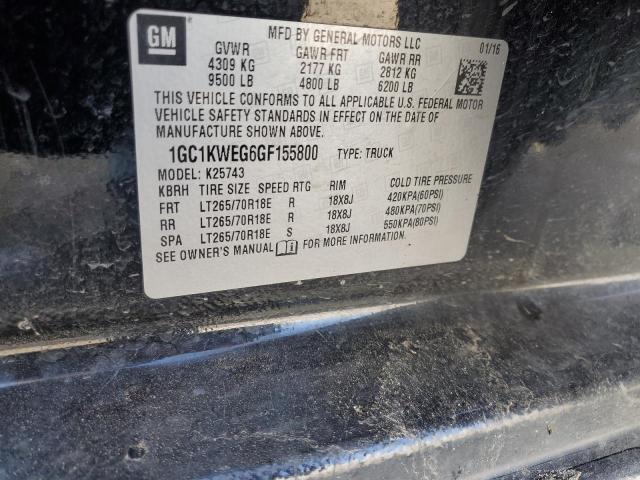 GM
MFD BY GENERAL MOTORS LLC 01/16
GVWR GAWR FRT GAWR RR
4309 KG 2177 KG 2812 KG
9500 LB 4800 LB 6200 LB
THIS VEHICLE CONFORMS TO ALL APPLICABLE U.S. FEDERAL MOTOR
VEHICLE SAFETY STANDARDS IN EFFECT ON THE DATE OF
MANUFACTURE SHOWN ABOVE.
1GC1KWEG6GF155800 TYPE: TRUCK
MODEL: K25743
KBRH TIRE SIZE SPEED RTG RIM COLD TIRE PRESSURE
FRT LT265/70R18E R 18X8J 420KPA(60PSI)
RR LT265/70R18E R 18X8J 480KPA(70PSI)
SPA LT265/70R18E S 18X8J 550KPA(80PSI)
SEE OWNER'S MANUAL FOR MORE INFORMATION.